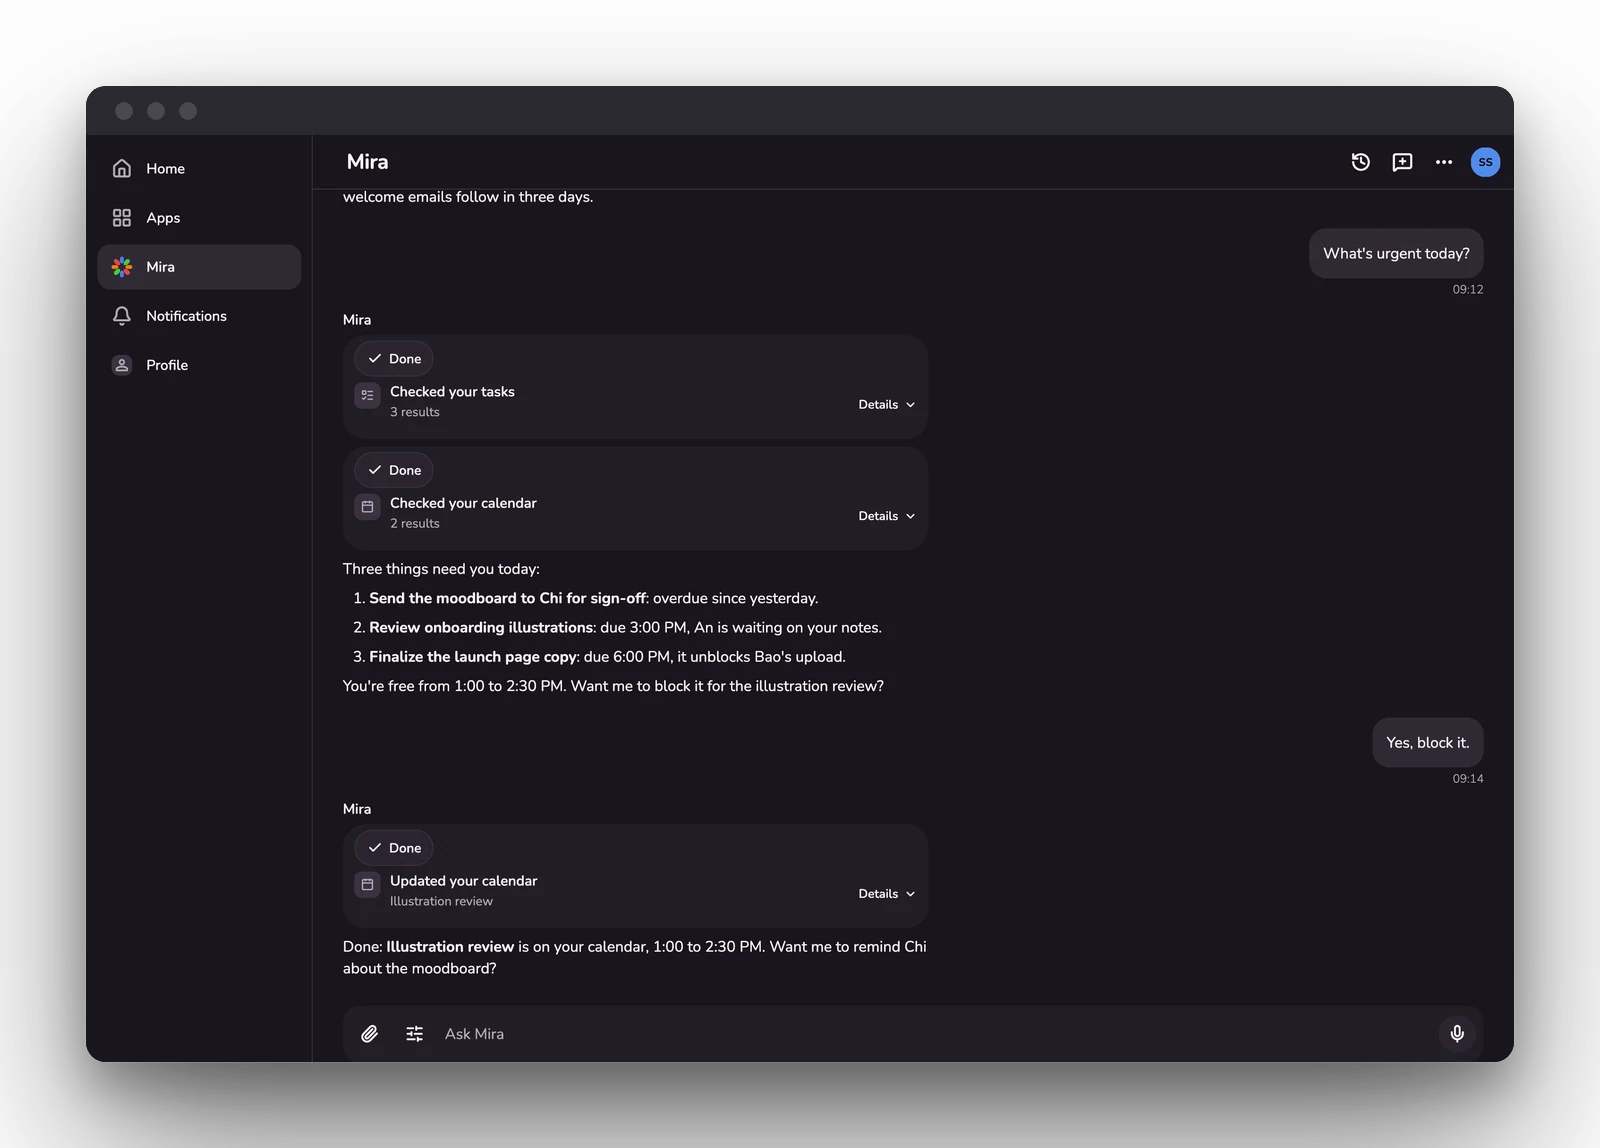 Home
Apps
Mira
Notifications
Profile
Mira
SS
welcome emails follow in three days.
What's urgent today?
09:12
Mira
Done
Checked your tasks
3 results
Details
Done
Checked your calendar
2 results
Details
Three things need you today:
1. Send the moodboard to Chi for sign-off: overdue since yesterday.
2. Review onboarding illustrations: due 3:00 PM, An is waiting on your notes.
3. Finalize the launch page copy: due 6:00 PM, it unblocks Bao's upload.
You're free from 1:00 to 2:30 PM. Want me to block it for the illustration review?
Yes, block it.
09:14
Mira
Done
Updated your calendar
Illustration review
Details
Done: Illustration review is on your calendar, 1:00 to 2:30 PM. Want me to remind Chi
about the moodboard?
Ask Mira